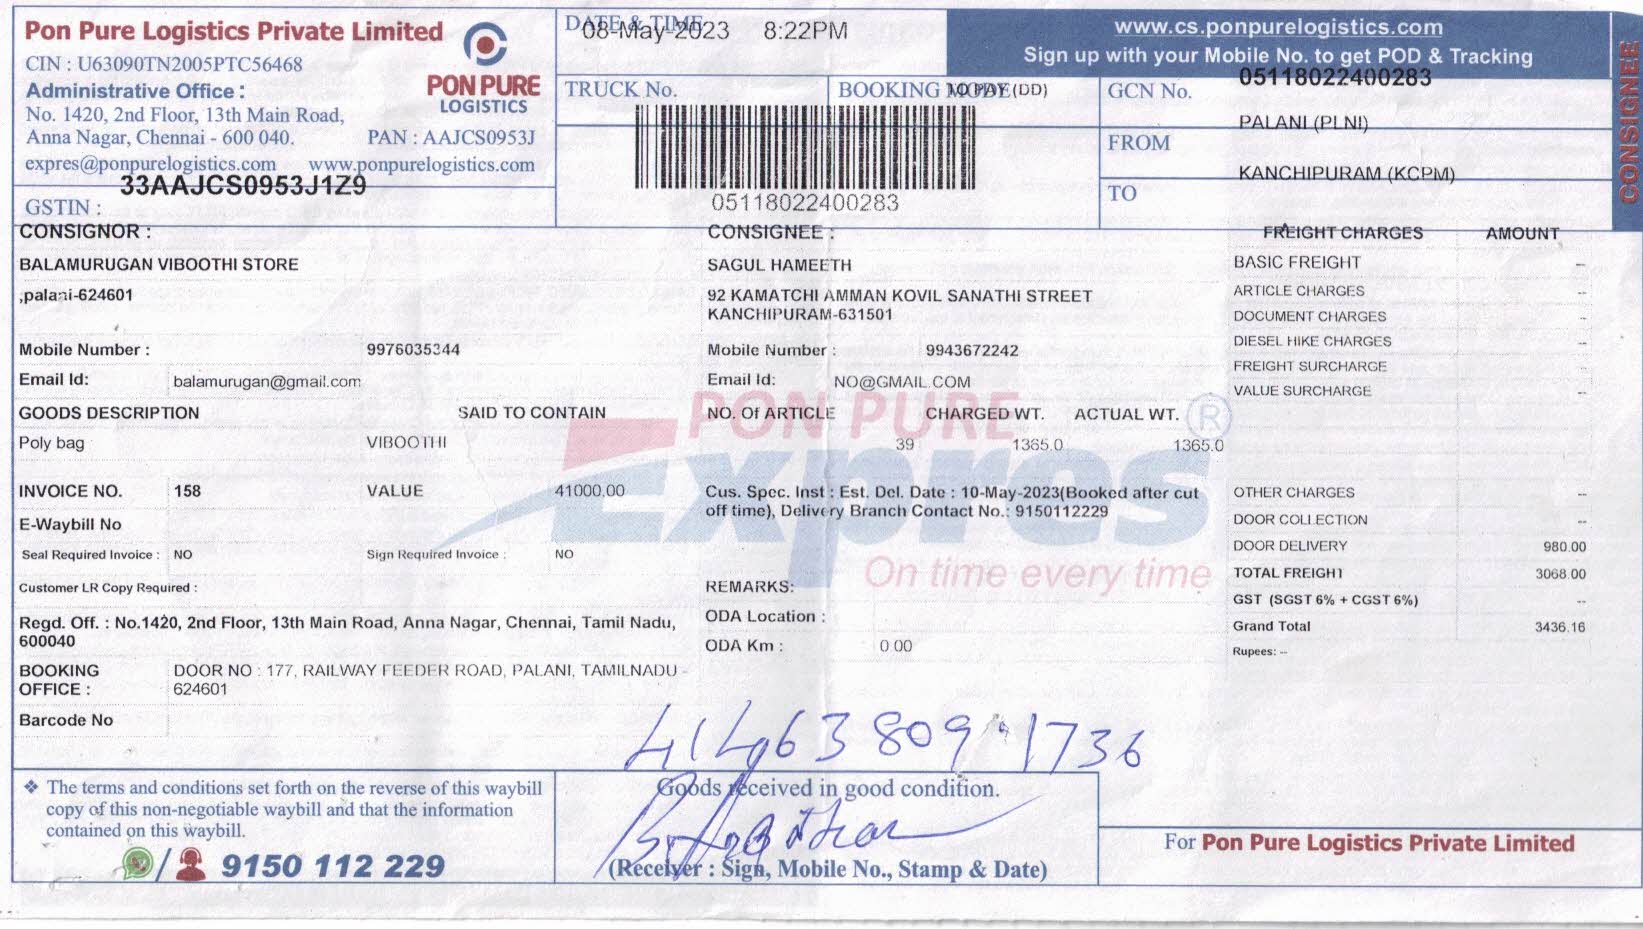 Pon Pure Logistics Private Limited
CIN : U63090TN2005PTC56468
Administrative Office :
No. 1420, 2nd Floor, 13th Main Road,
Anna Nagar, Chennai - 600 040. PAN : AAJCS0953J
expres@ponpurelogistics.com www.ponpurelogistics.com
33AAJCS0953J1Z9
GSTIN :
PON PURE
LOGISTICS
DATE & TIME
08-May-2023 8:22PM
TRUCK No.
BOOKING MODE
TO PAY (DD)
05118022400283
www.cs.ponpurelogistics.com
Sign up with your Mobile No. to get POD & Tracking
GCN No. 05118022400283
FROM PALANI (PLNI)
TO KANCHIPURAM (KCPM)
CONSIGNEE
CONSIGNOR :
BALAMURUGAN VIBOOTHI STORE
,palani-624601
Mobile Number : 9976035344
Email Id: balamurugan@gmail.com
CONSIGNEE :
SAGUL HAMEETH
92 KAMATCHI AMMAN KOVIL SANATHI STREET
KANCHIPURAM-631501
Mobile Number : 9943672242
Email Id: NO@GMAIL.COM
GOODS DESCRIPTION SAID TO CONTAIN NO. Of ARTICLE CHARGED WT. ACTUAL WT.
Poly bag VIBOOTHI 39 1365.0 1365.0
INVOICE NO. 158 VALUE 41000.00
E-Waybill No
Seal Required Invoice : NO Sign Required Invoice : NO
Customer LR Copy Required :
Regd. Off. : No.1420, 2nd Floor, 13th Main Road, Anna Nagar, Chennai, Tamil Nadu,
600040
BOOKING OFFICE : DOOR NO : 177, RAILWAY FEEDER ROAD, PALANI, TAMILNADU -
624601
Barcode No
Cus. Spec. Inst : Est. Del. Date : 10-May-2023(Booked after cut
off time), Delivery Branch Contact No.: 9150112229
REMARKS:
ODA Location :
ODA Km : 0.00
PON PURE ®
Expres
On time every time
FREIGHT CHARGES AMOUNT
BASIC FREIGHT --
ARTICLE CHARGES --
DOCUMENT CHARGES --
DIESEL HIKE CHARGES --
FREIGHT SURCHARGE --
VALUE SURCHARGE --
OTHER CHARGES --
DOOR COLLECTION --
DOOR DELIVERY 980.00
TOTAL FREIGHT 3068.00
GST (SGST 6% + CGST 6%) --
Grand Total 3436.16
Rupees: --
❖ The terms and conditions set forth on the reverse of this waybill
copy of this non-negotiable waybill and that the information
contained on this waybill.
/ 9150 112 229
Goods received in good condition.
(Receiver : Sign, Mobile No., Stamp & Date)
For Pon Pure Logistics Private Limited